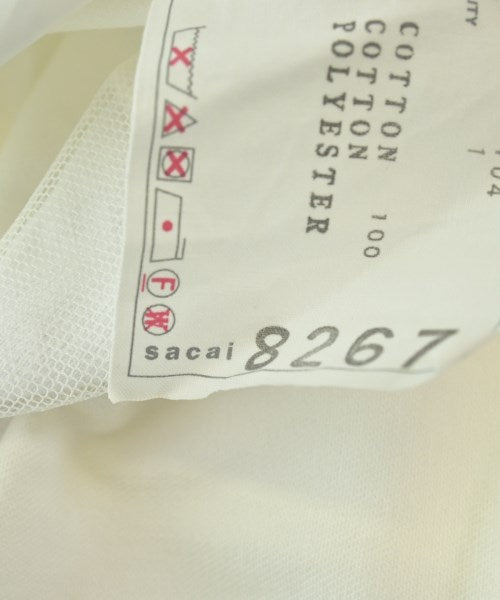 COTTON
COTTON 100
POLYESTER
F
W
sacai 8267